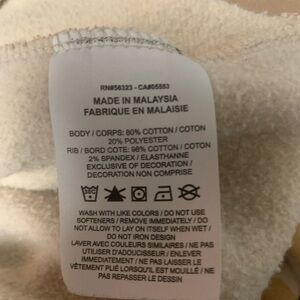 RN#56323 - CA#05553
MADE IN MALAYSIA
FABRIQUE EN MALAISIE
BODY / CORPS: 80% COTTON / COTON
20% POLYESTER
RIB / BORD COTE: 98% COTTON / COTON
2% SPANDEX / ELASTHANNE
EXCLUSIVE OF DECORATION /
DECORATION NON COMPRISE
WASH WITH LIKE COLORS / DO NOT USE
SOFTENERS / REMOVE IMMEDIATELY / DO
NOT ALLOW TO LAY ON ITSELF WHEN WET /
DO NOT IRON DESIGN
LAVER AVEC COULEURS SIMILAIRES / NE PAS
UTILISER D'ADOUCISSEUR / ENLEVER
IMMÉDIATEMENT / NE PAS LAISSER LE
VÊTEMENT PLIÉ LORSQU'IL EST MOUILLÉ / NE
PAS REPASSER LE DESIGN